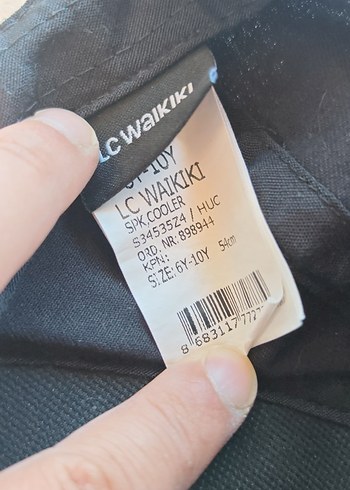 LC WAIKIKI
6Y-10Y
LC WAIKIKI
SPK.COOLER
S34535Z4 / HUC
ORD. NR: 898944
KPN:
SIZE:6Y-10Y 54cm
8 683117